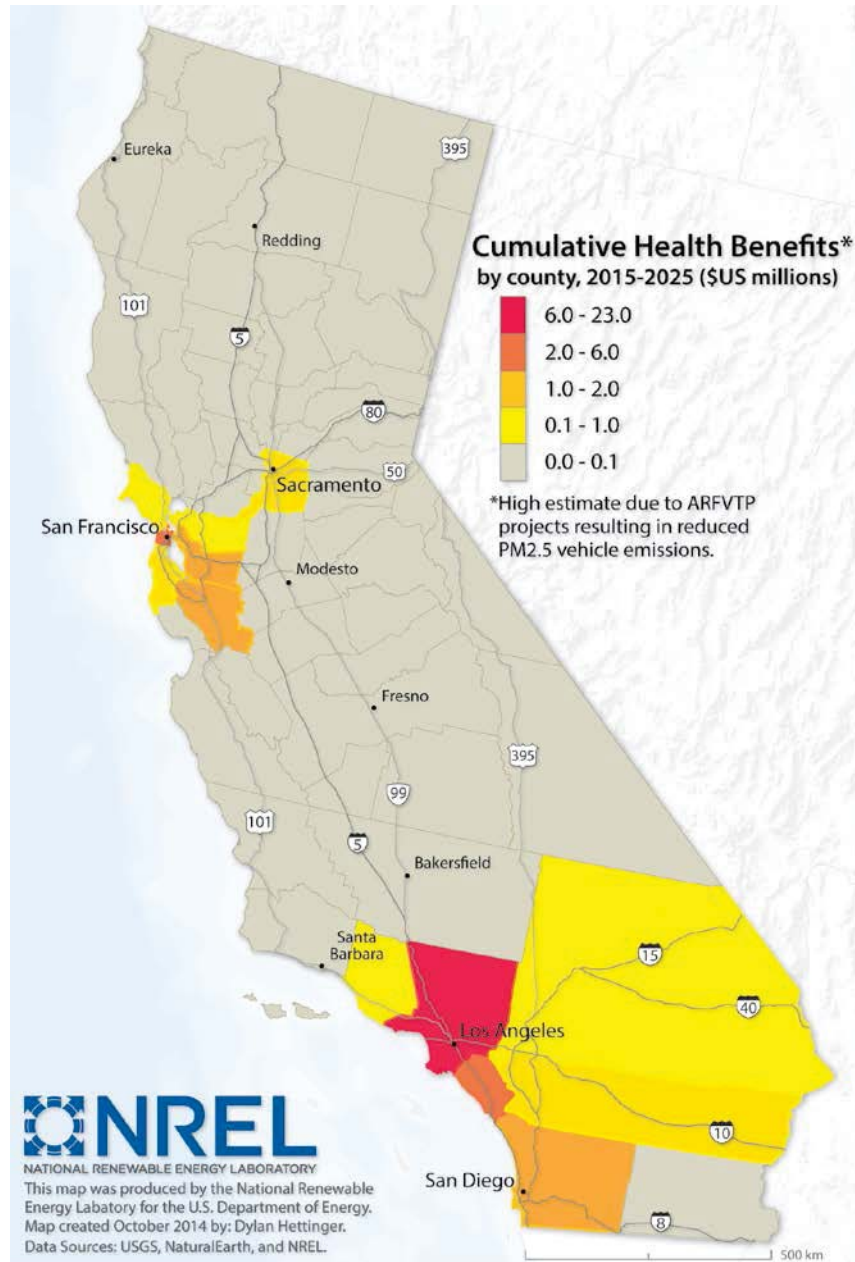 Eureka
395
Redding
Cumulative Health Benefits*
by county, 2015-2025 ($US millions)
101
6.0 - 23.0
5
2.0 - 6.0
1.0 - 2.0
80
0.1 - 1.0
50
0.0 - 0.1
Sacramento
*High estimate due to ARFVTP
projects resulting in reduced
PM2.5 vehicle emissions.
San Francisco
Modesto
Fresno
395
99
101
5
Bakersfield
Santa
Barbara
15
40
Los Angeles
10
NREL
NATIONAL RENEWABLE ENERGY LABORATORY
San Diego
This map was produced by the National Renewable
Energy Labatory for the U.S. Department of Energy.
Map created October 2014 by: Dylan Hettinger.
Data Sources: USGS, NaturalEarth, and NREL.
8
500 km